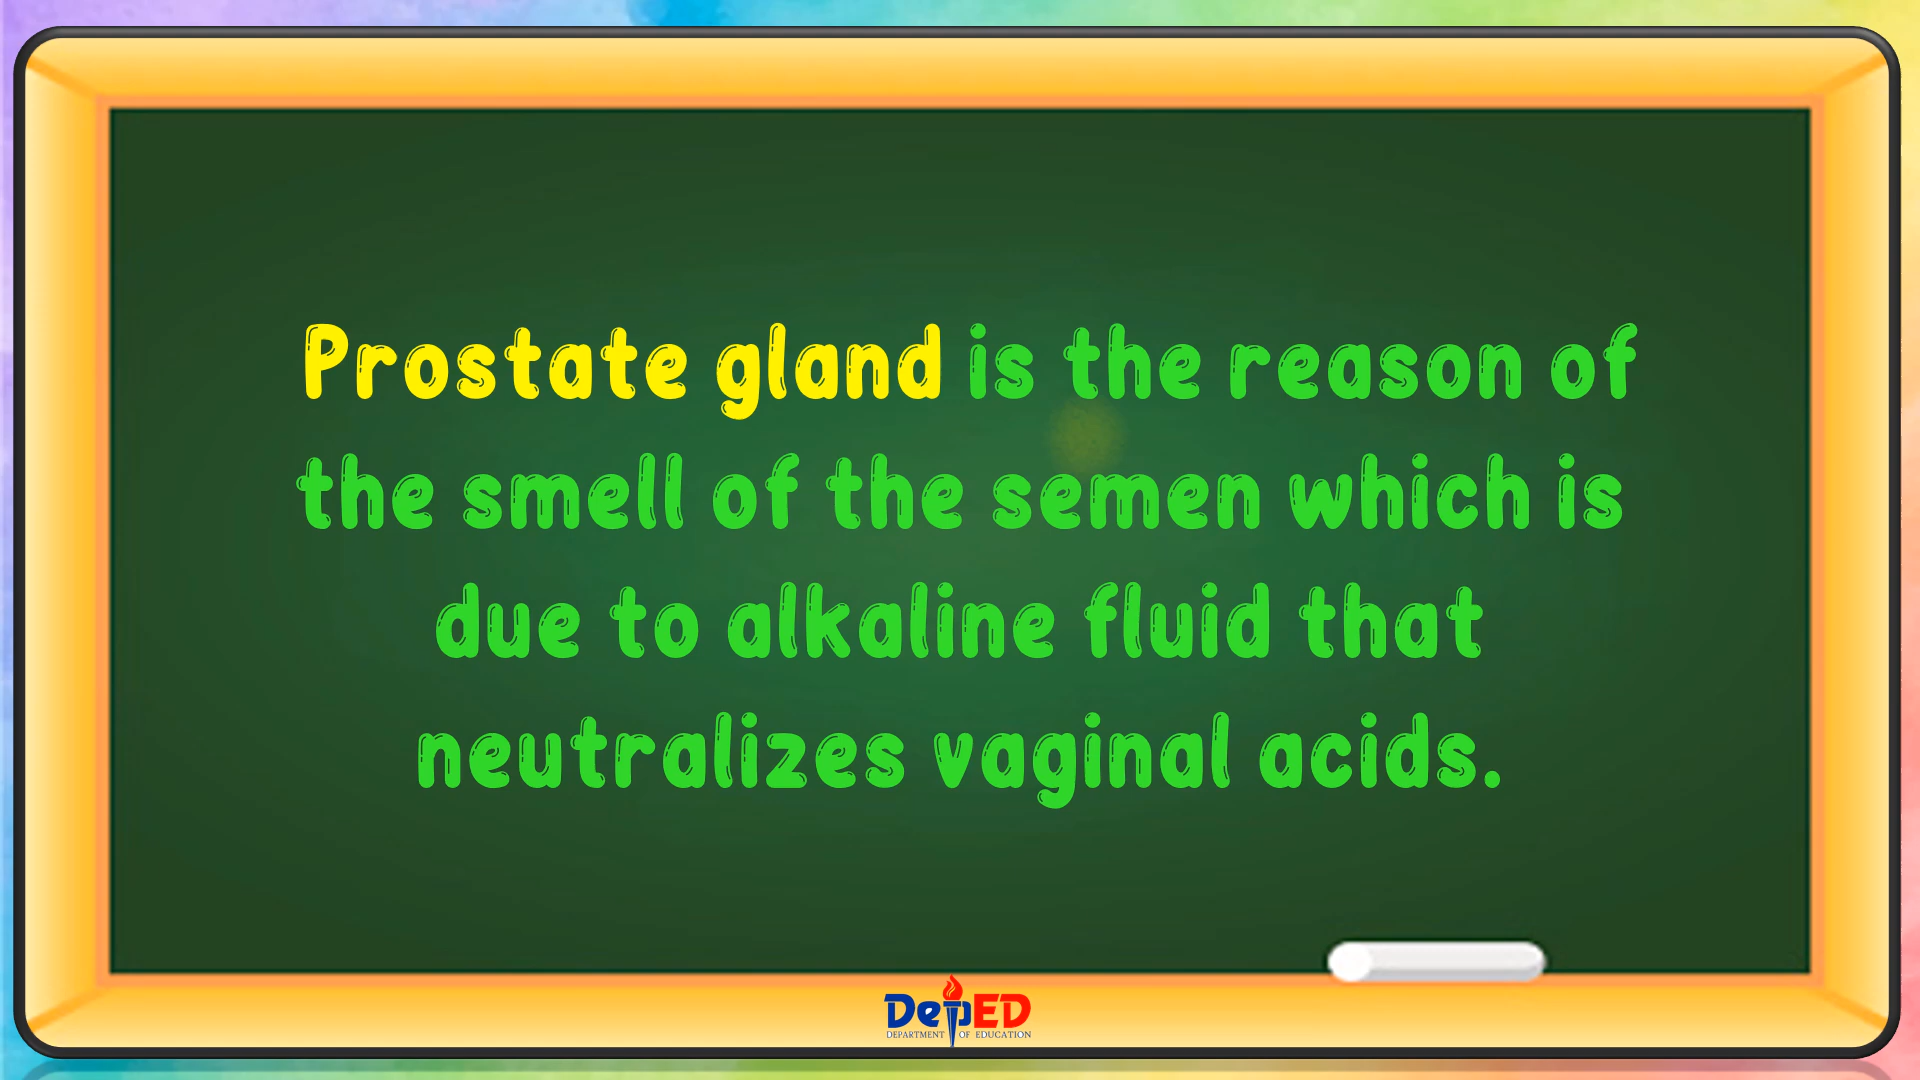 Prostate gland is the reason of
the smell of the semen which is
due to alkaline fluid that
neutralizes vaginal acids.
DepED
DEPARTMENT OF EDUCATION